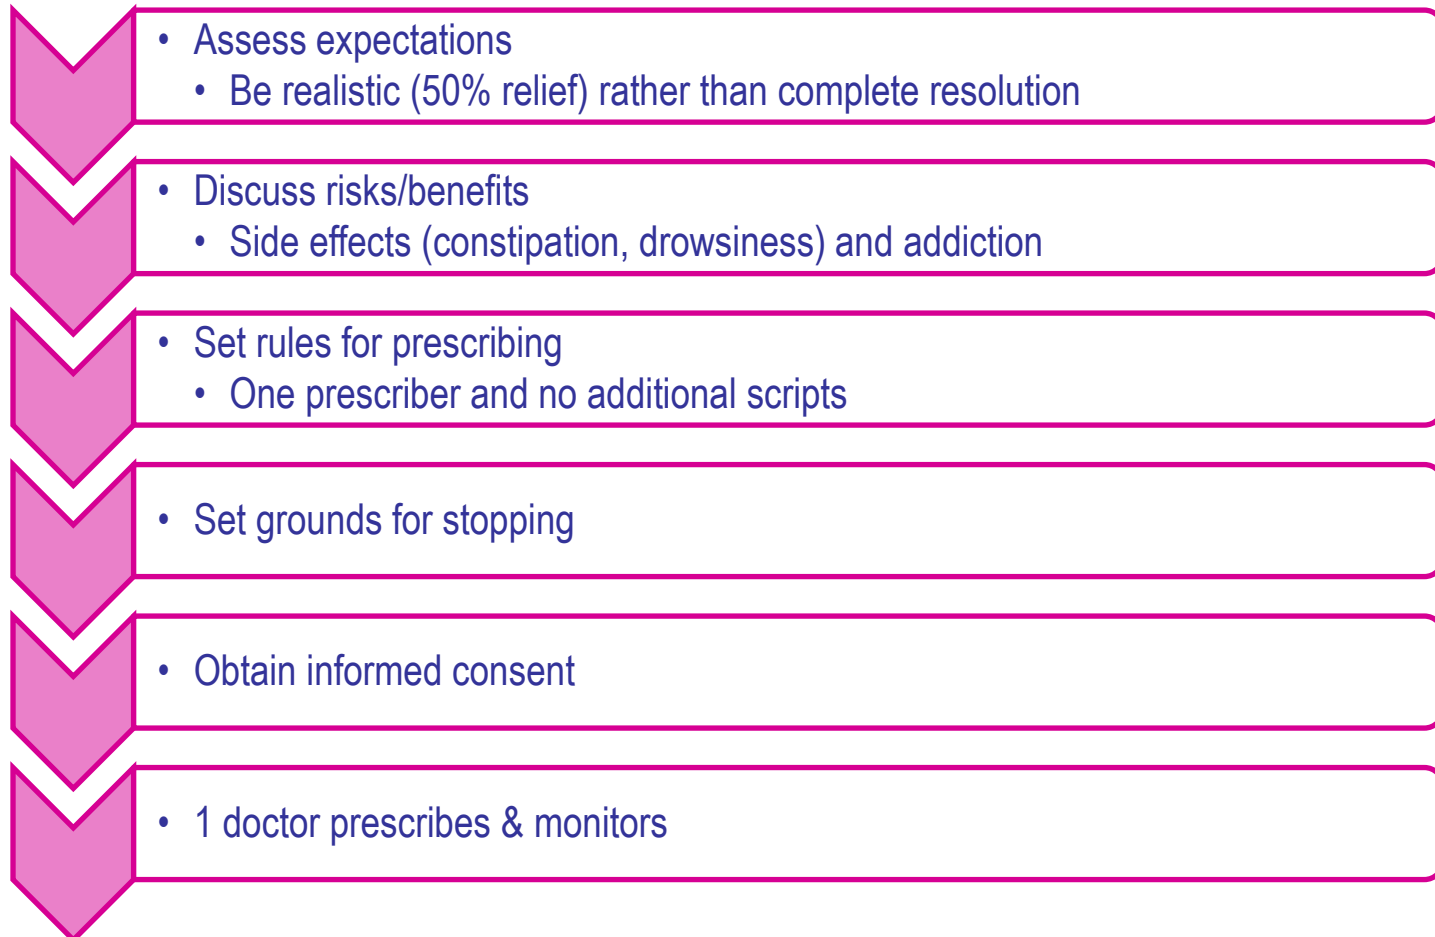 • Assess expectations
• Be realistic (50% relief) rather than complete resolution
• Discuss risks/benefits
• Side effects (constipation, drowsiness) and addiction
• Set rules for prescribing
• One prescriber and no additional scripts
• Set grounds for stopping
• Obtain informed consent
• 1 doctor prescribes & monitors